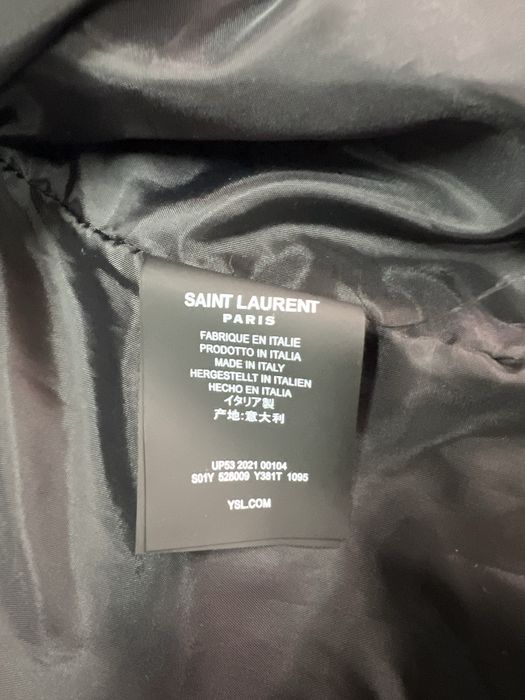 SAINT LAURENT
PARIS
FABRIQUE EN ITALIE
PRODOTTO IN ITALIA
MADE IN ITALY
HERGESTELLT IN ITALIEN
HECHO EN ITALIA
イタリア製
产地:意大利
UP53 2021 00104
S01Y 528009 Y381T 1095
YSL.COM